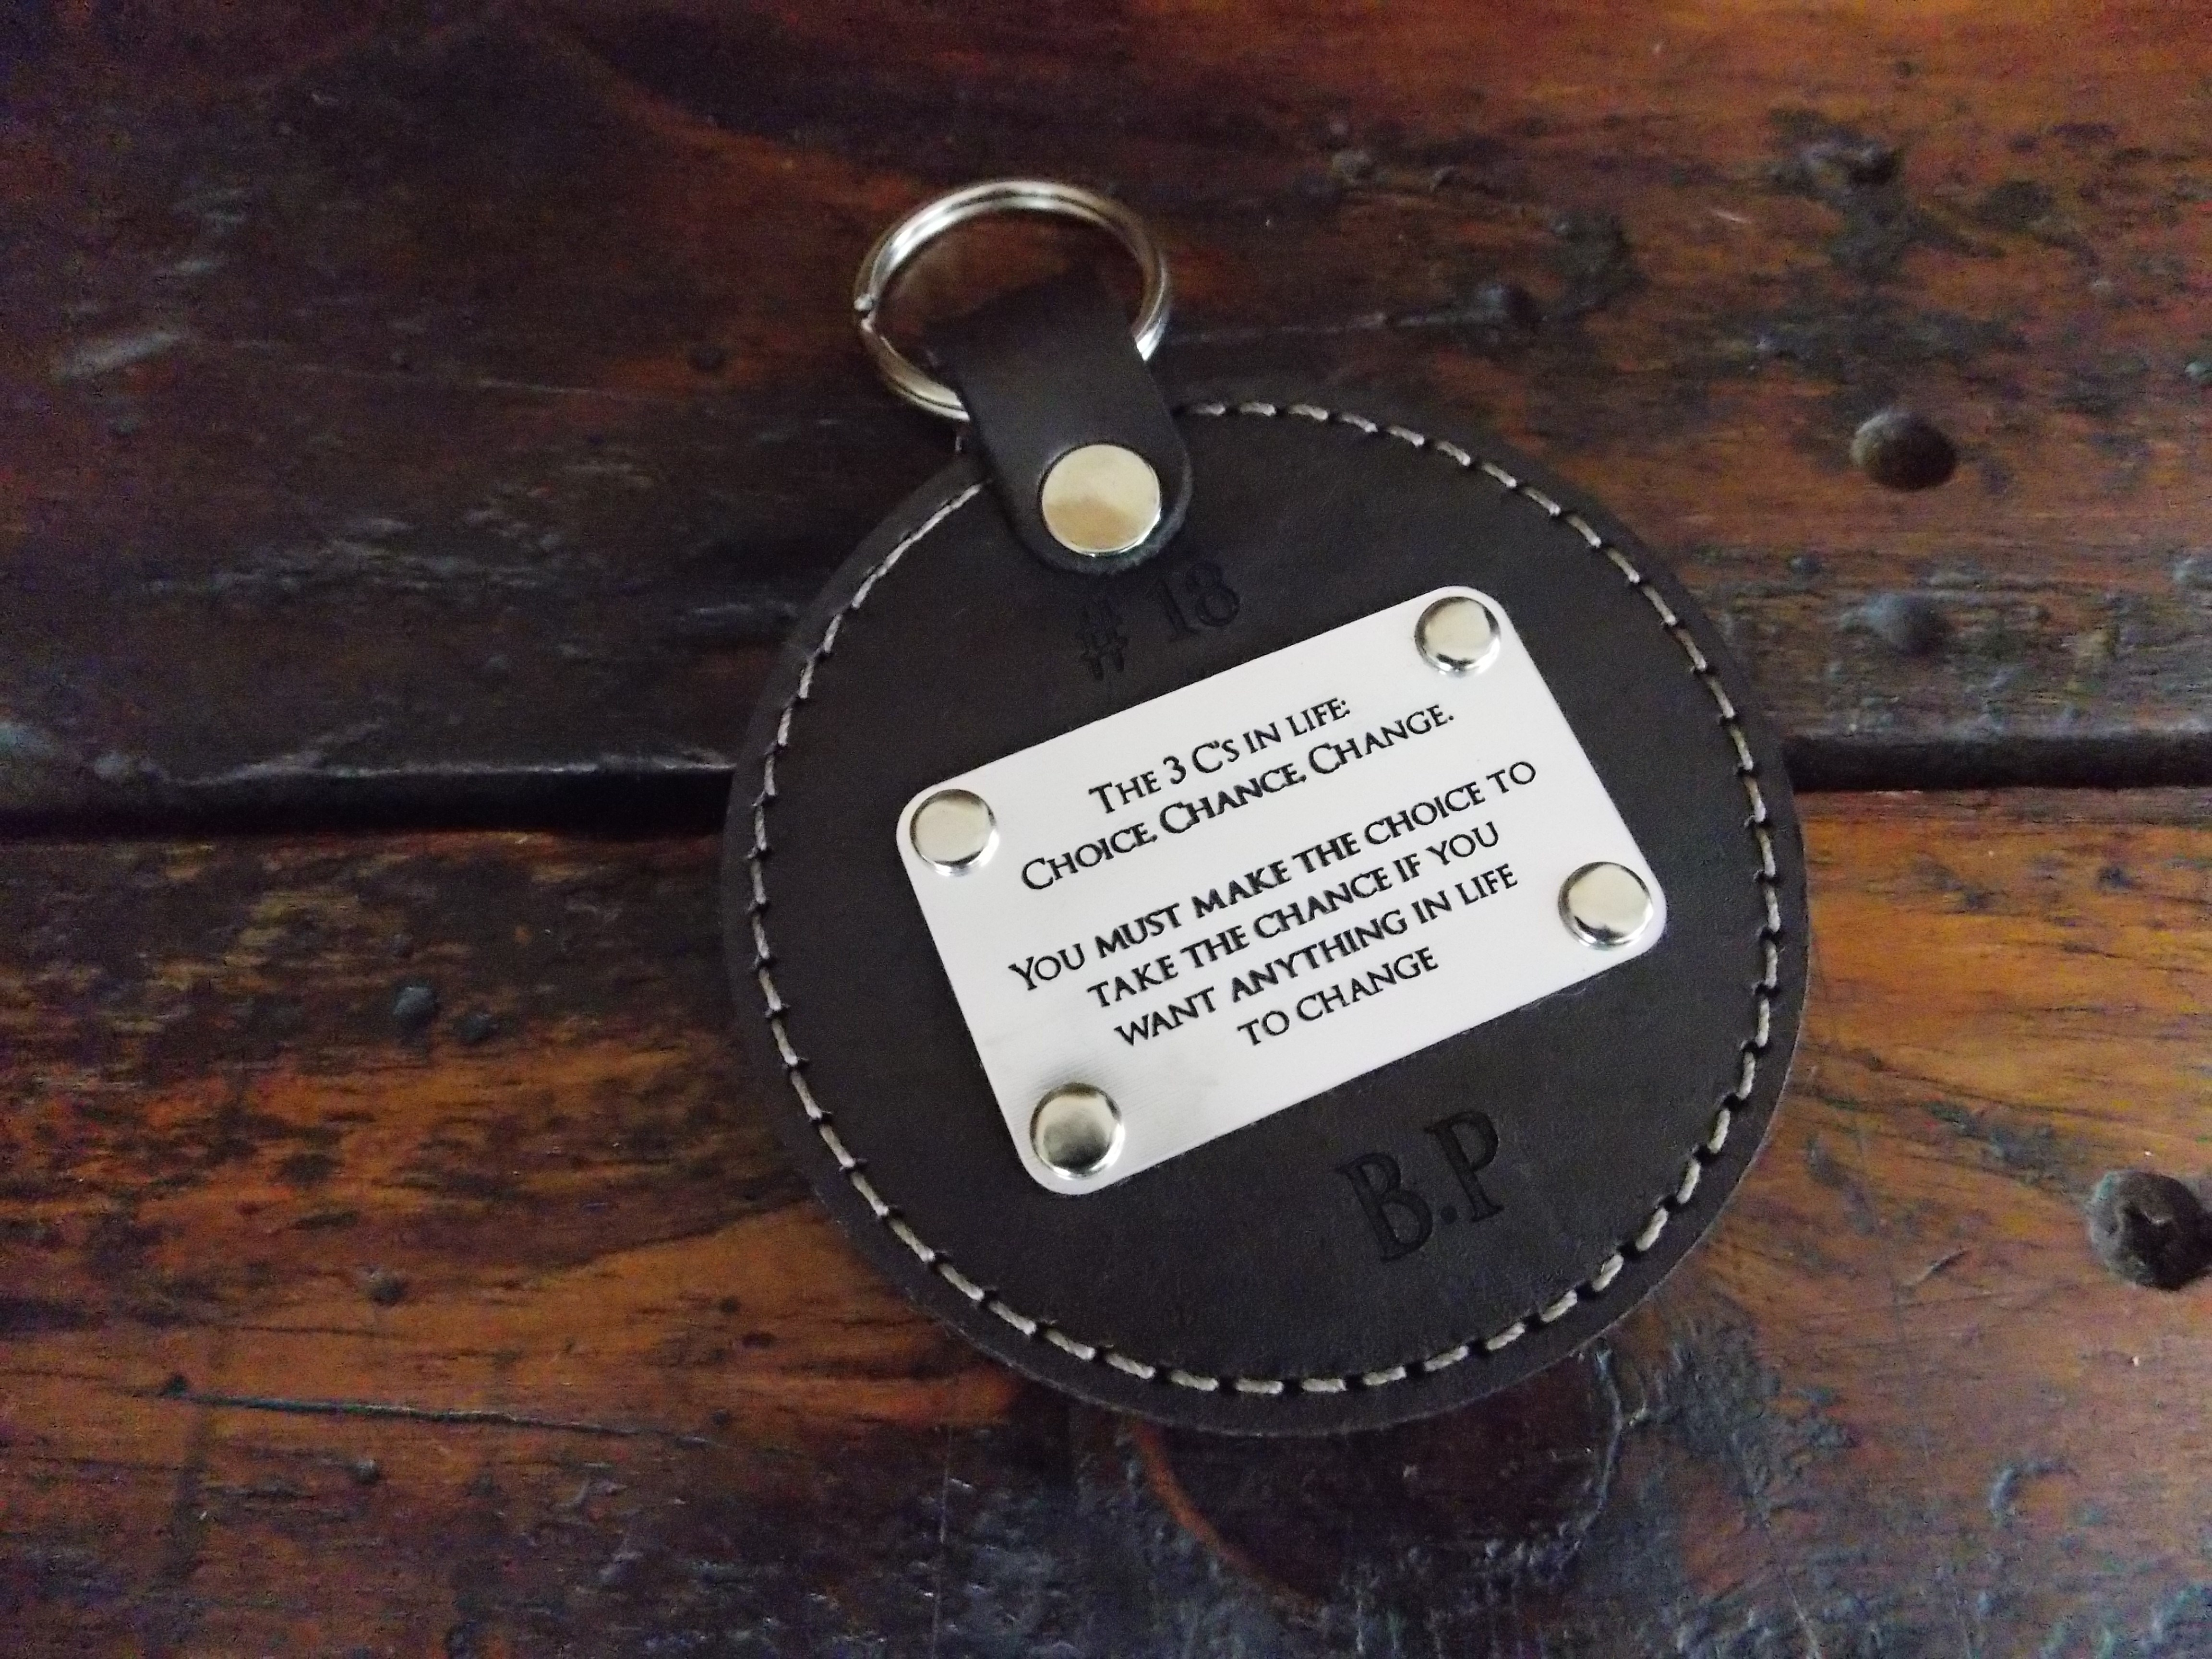 # 18
The 3 C's in life:
Choice, Chance, Change.
You must make the choice to
take the chance if you
want anything in life
to change
B.P